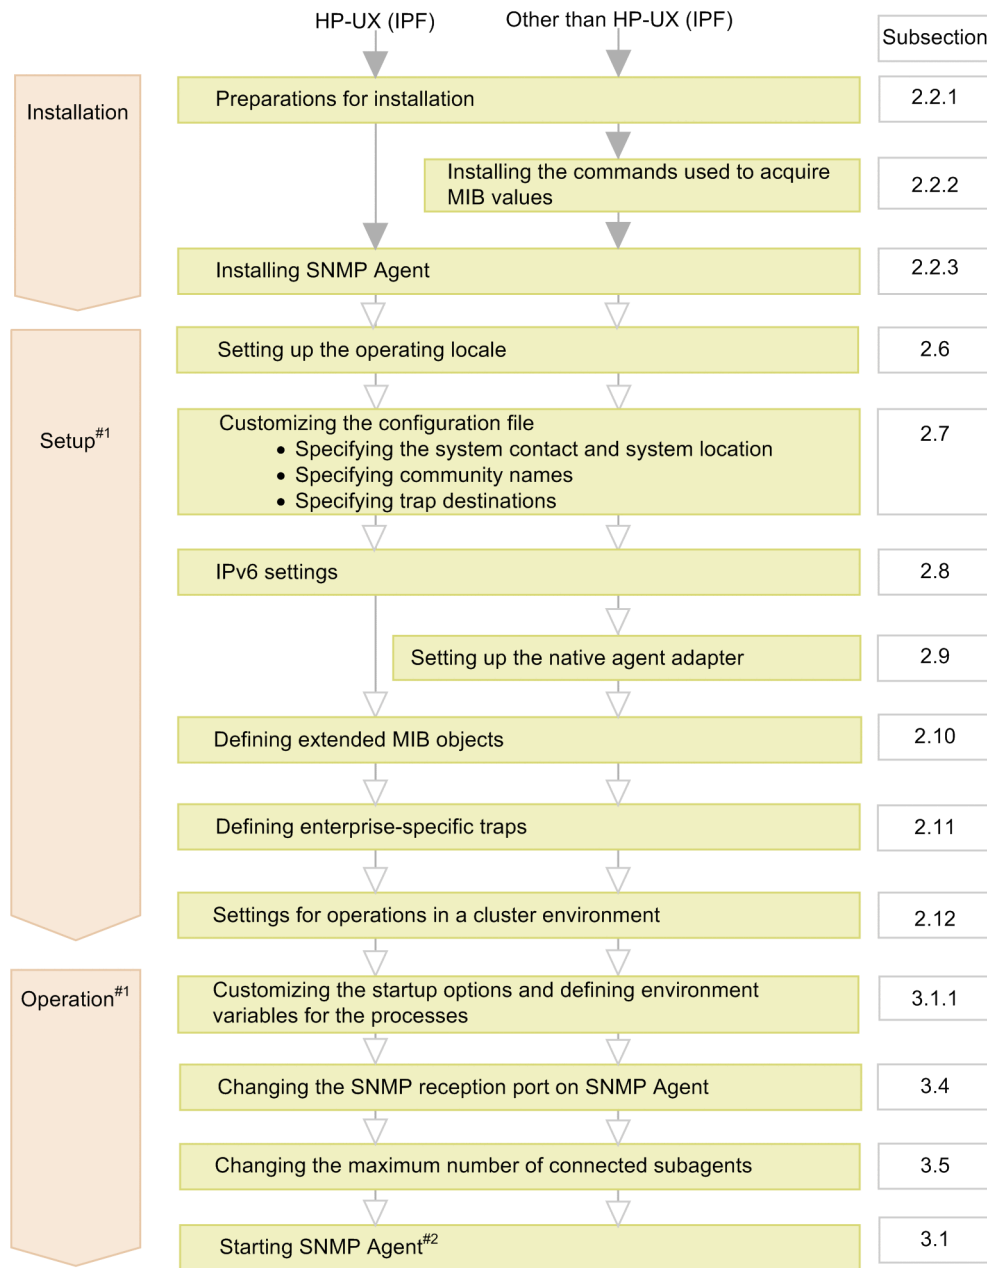 HP-UX (IPF)
Other than HP-UX (IPF)
Subsection
Installation
Preparations for installation
2.2.1
Installing the commands used to acquire
MIB values
2.2.2
Installing SNMP Agent
2.2.3
Setup#1
Setting up the operating locale
2.6
Customizing the configuration file
• Specifying the system contact and system location
• Specifying community names
• Specifying trap destinations
2.7
IPv6 settings
2.8
Setting up the native agent adapter
2.9
Defining extended MIB objects
2.10
Defining enterprise-specific traps
2.11
Settings for operations in a cluster environment
2.12
Operation#1
Customizing the startup options and defining environment
variables for the processes
3.1.1
Changing the SNMP reception port on SNMP Agent
3.4
Changing the maximum number of connected subagents
3.5
Starting SNMP Agent#2
3.1